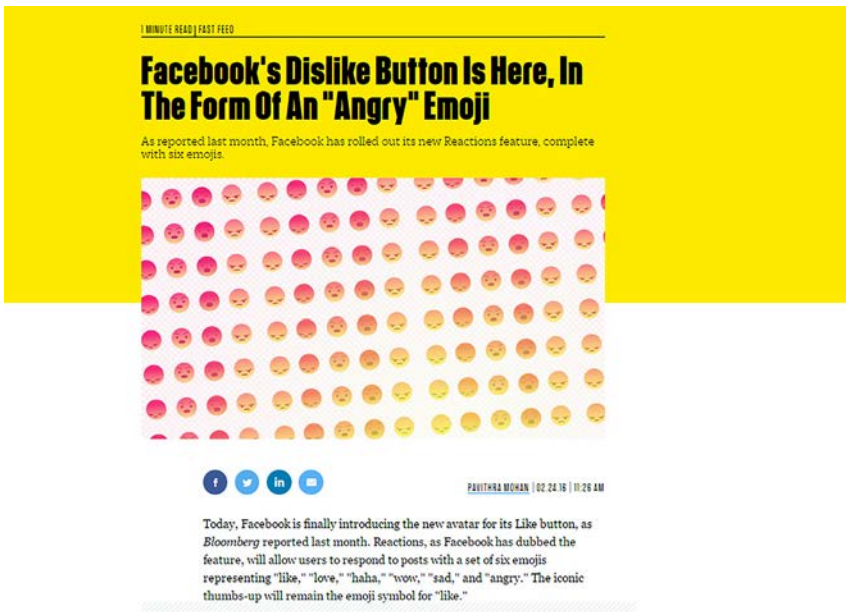 1 MINUTE READ | FAST FEED
Facebook's Dislike Button Is Here, In
The Form Of An "Angry" Emoji
As reported last month, Facebook has rolled out its new Reactions feature, complete
with six emojis.
f in
PAVITHRA MOHAN | 02.24.16 | 11:26 AM
Today, Facebook is finally introducing the new avatar for its Like button, as
Bloomberg reported last month. Reactions, as Facebook has dubbed the
feature, will allow users to respond to posts with a set of six emojis
representing "like," "love," "haha," "wow," "sad," and "angry." The iconic
thumbs-up will remain the emoji symbol for "like."